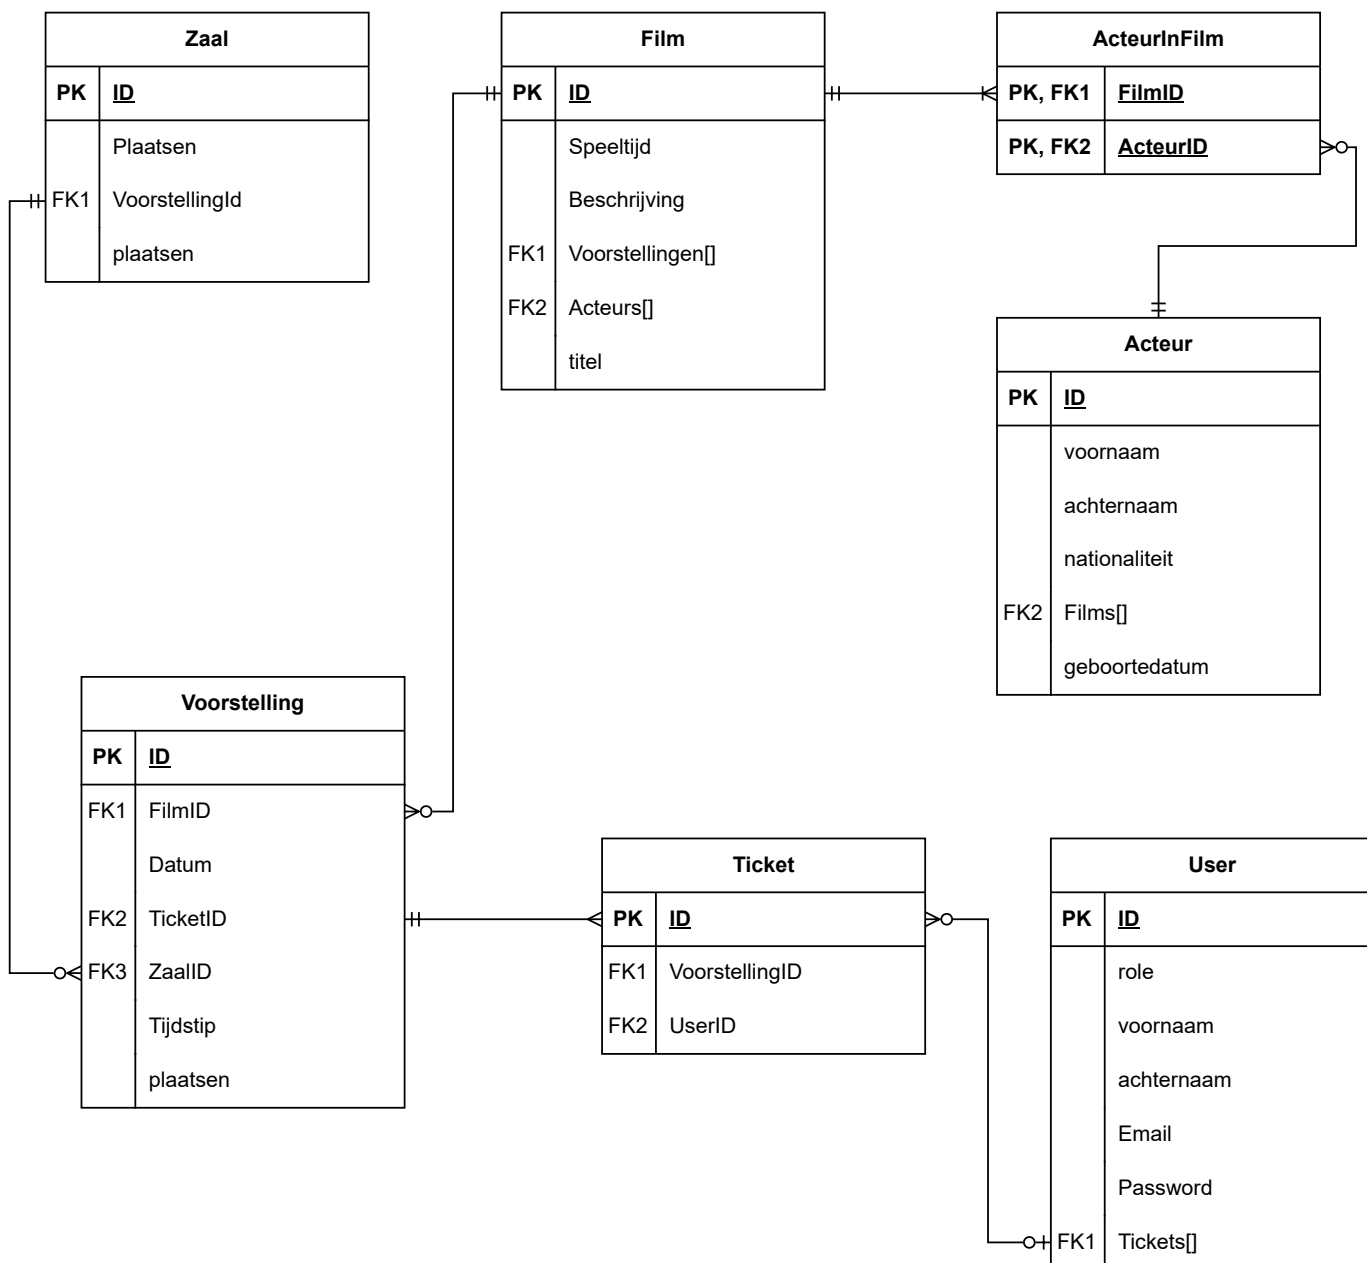 Zaal
PK ID
Plaatsen
FK1 VoorstellingId
plaatsen
Film
PK ID
Speeltijd
Beschrijving
FK1 Voorstellingen[]
FK2 Acteurs[]
titel
ActeurInFilm
PK, FK1 FilmID
PK, FK2 ActeurID
Acteur
PK ID
voornaam
achternaam
nationaliteit
FK2 Films[]
geboortedatum
Voorstelling
PK ID
FK1 FilmID
Datum
FK2 TicketID
FK3 ZaalID
Tijdstip
plaatsen
Ticket
PK ID
FK1 VoorstellingID
FK2 UserID
User
PK ID
role
voornaam
achternaam
Email
Password
FK1 Tickets[]